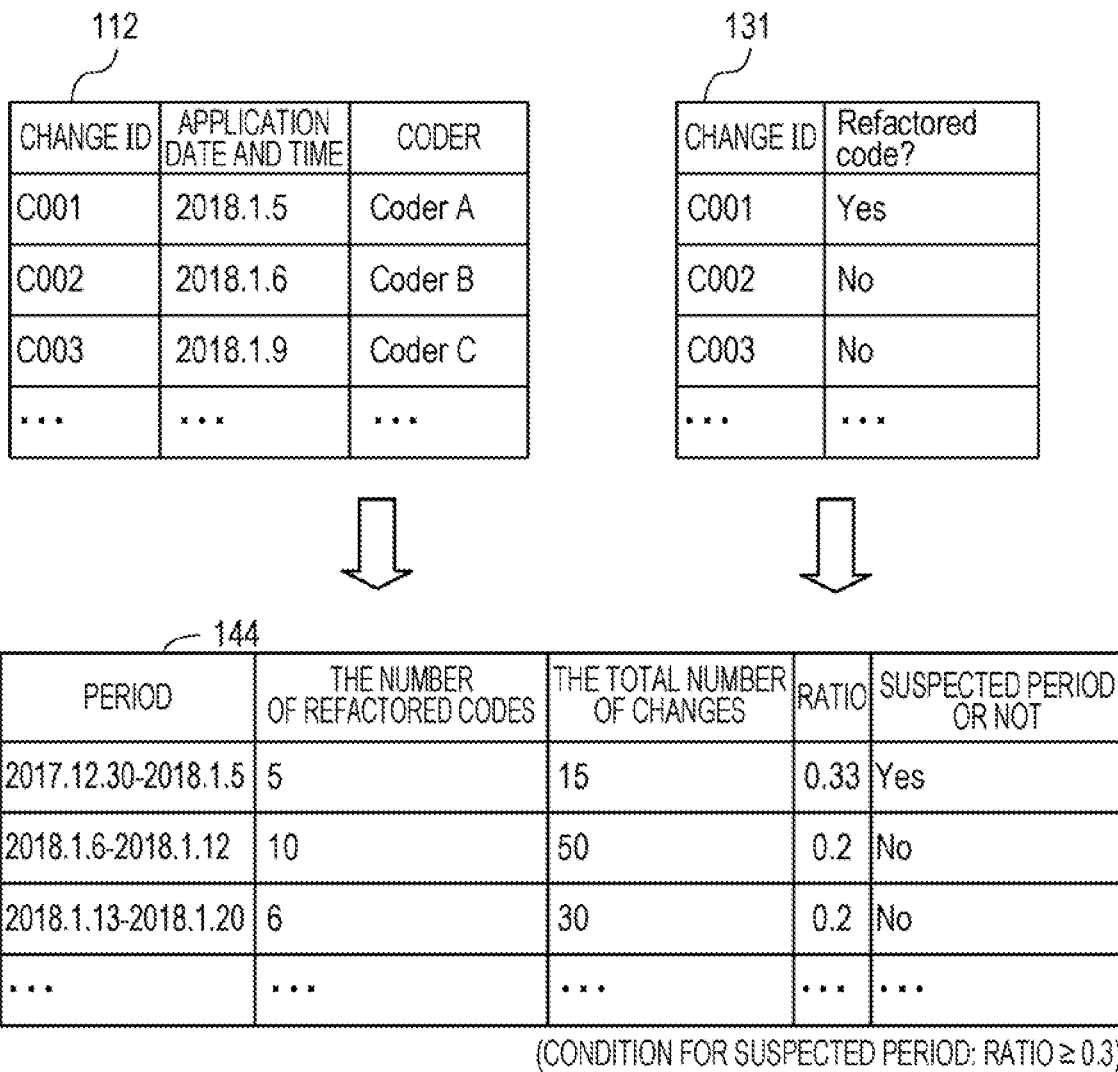 112
CHANGE ID APPLICATION DATE AND TIME CODER
C001 2018.1.5 Coder A
C002 2018.1.6 Coder B
C003 2018.1.9 Coder C
... ... ...
131
CHANGE ID Refactored code?
C001 Yes
C002 No
C003 No
... ...
144
PERIOD THE NUMBER OF REFACTORED CODES THE TOTAL NUMBER OF CHANGES RATIO SUSPECTED PERIOD OR NOT
2017.12.30-2018.1.5 5 15 0.33 Yes
2018.1.6-2018.1.12 10 50 0.2 No
2018.1.13-2018.1.20 6 30 0.2 No
... ... ... ... ...
(CONDITION FOR SUSPECTED PERIOD: RATIO ≥ 0.3)